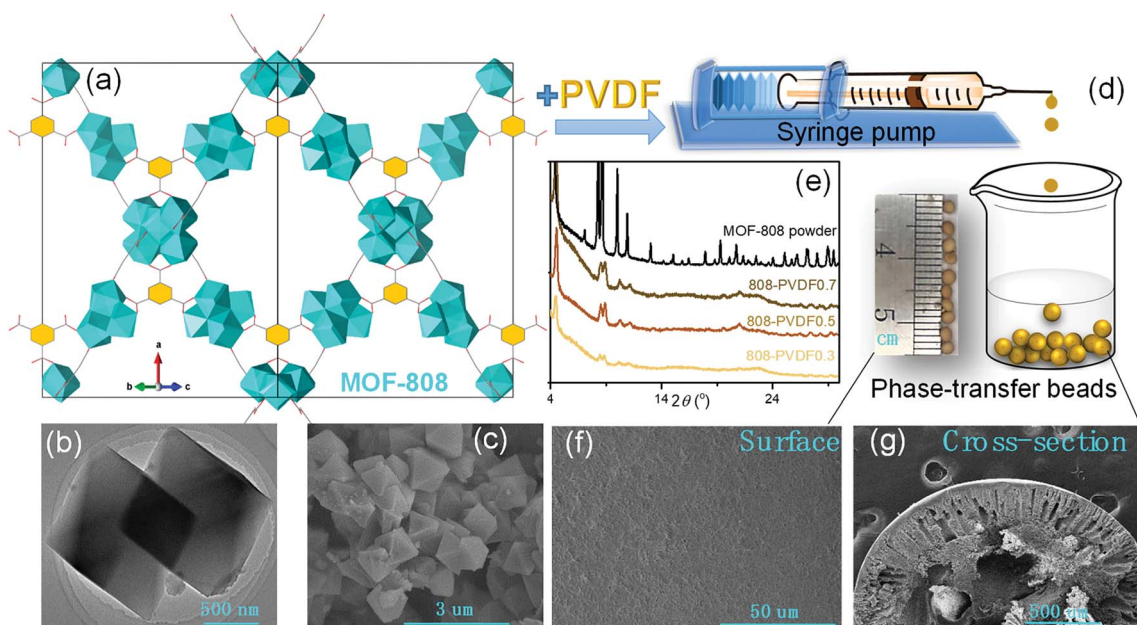 (a)
+PVDF
(d)
Syringe pump
a
b
c
MOF-808
(e)
MOF-808 powder
808-PVDF0.7
808-PVDF0.5
808-PVDF0.3
4
14
2θ (°)
24
4
5
cm
Phase-transfer beads
(b)
500 nm
(c)
3 um
(f)
Surface
50 um
(g)
Cross-section
500 um